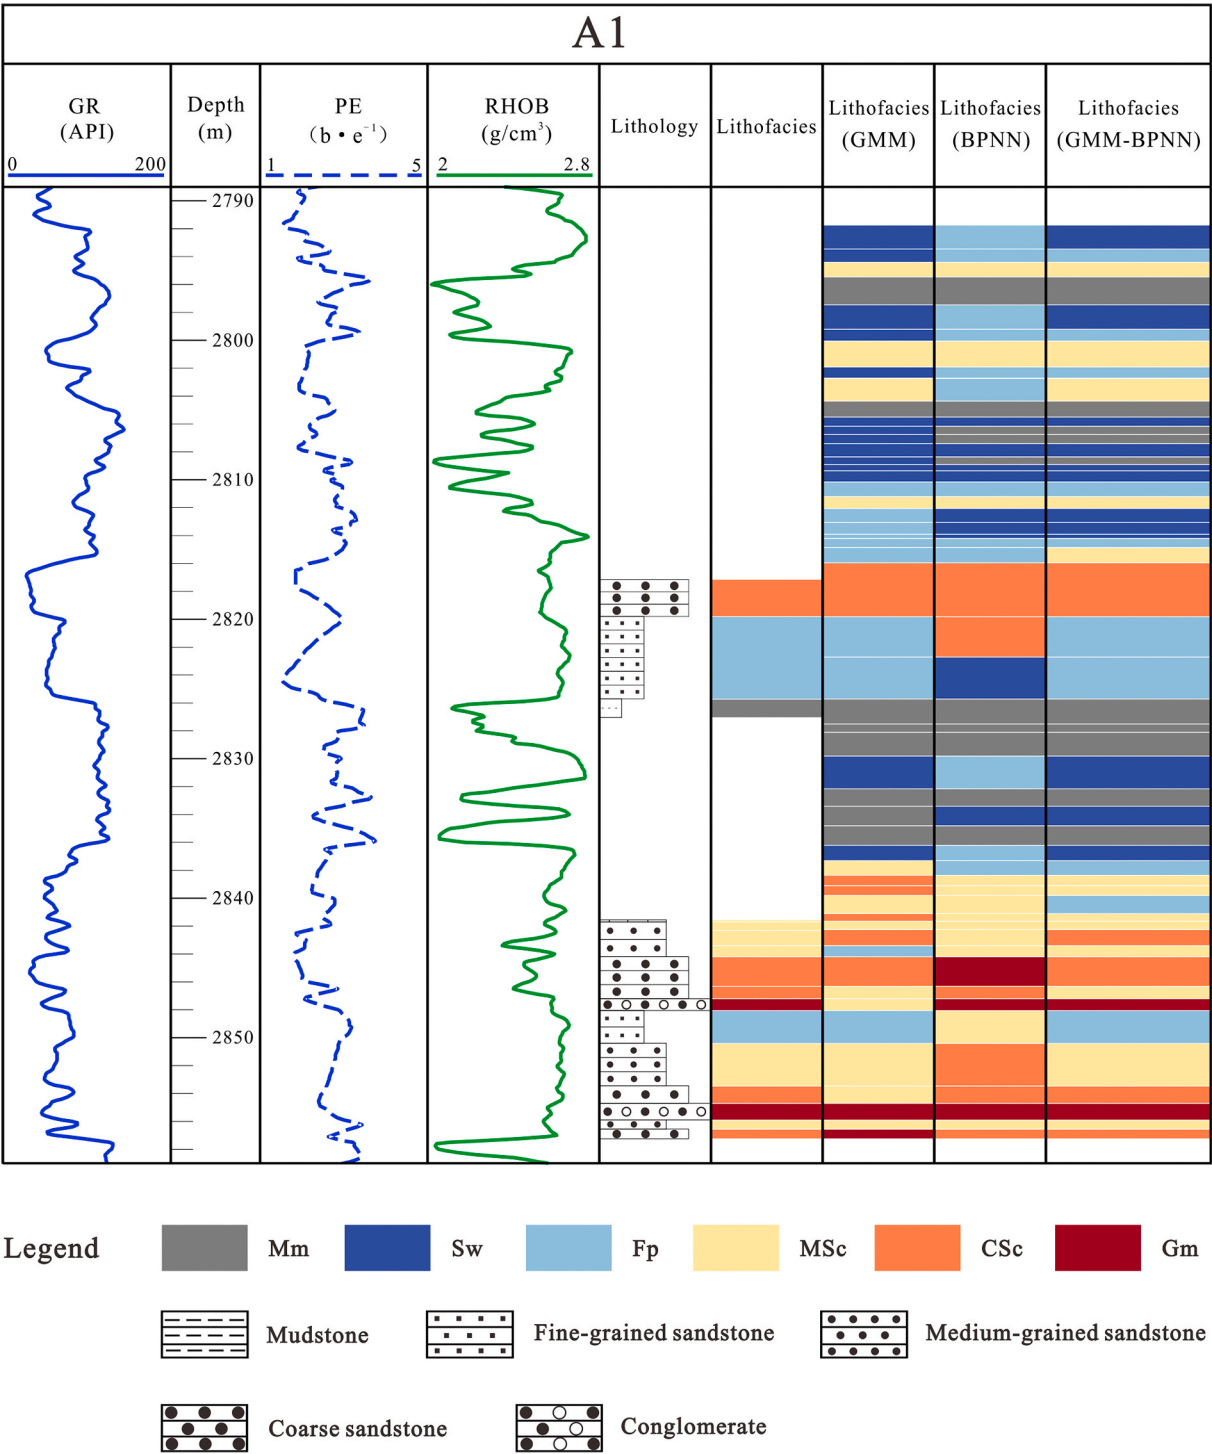 A1
GR
(API)
0 200
Depth
(m)
PE
(b•e⁻¹)
1 5
RHOB
(g/cm³)
2 2.8
Lithology
Lithofacies
Lithofacies
(GMM)
Lithofacies
(BPNN)
Lithofacies
(GMM-BPNN)
2790
2800
2810
2820
2830
2840
2850
Legend
Mm
Sw
Fp
MSc
CSc
Gm
Mudstone
Fine-grained sandstone
Medium-grained sandstone
Coarse sandstone
Conglomerate